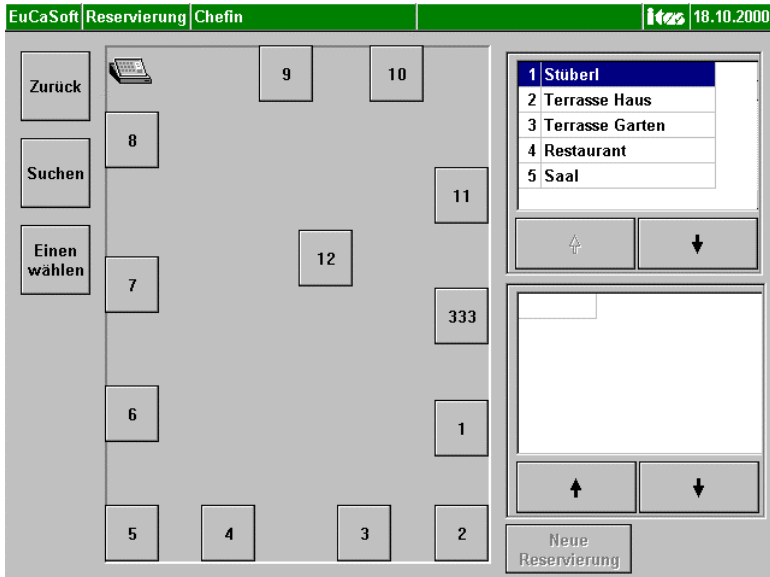 EuCaSoft Reservierung Chefin itas 18.10.2000
Zurück
Suchen
Einen
wählen
9 10
8
11
12
7
333
6
1
5 4 3 2
1 Stüberl
2 Terrasse Haus
3 Terrasse Garten
4 Restaurant
5 Saal
Neue
Reservierung